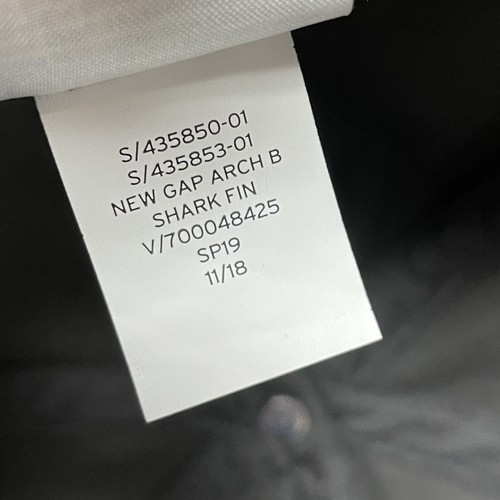 S/435850-01
S/435853-01
NEW GAP ARCH B
SHARK FIN
V/700048425
SP19
11/18